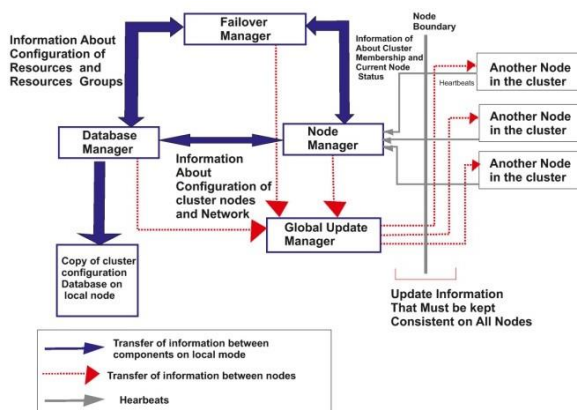 Failover
Manager
Information About
Configuration of
Resources and
Resources Groups
Information of
About Cluster
Membership and
Current Node
Status
Node
Boundary
Another Node
in the cluster
Heartbeats
Another Node
in the cluster
Another Node
in the cluster
Database
Manager
Node
Manager
Information
About
Configuration of
cluster nodes
and Network
Global Update
Manager
Copy of cluster
configuration
Database on
local node
Update Information
That Must be kept
Consistent on All Nodes
Transfer of information between
components on local mode
Transfer of information between nodes
Hearbeats